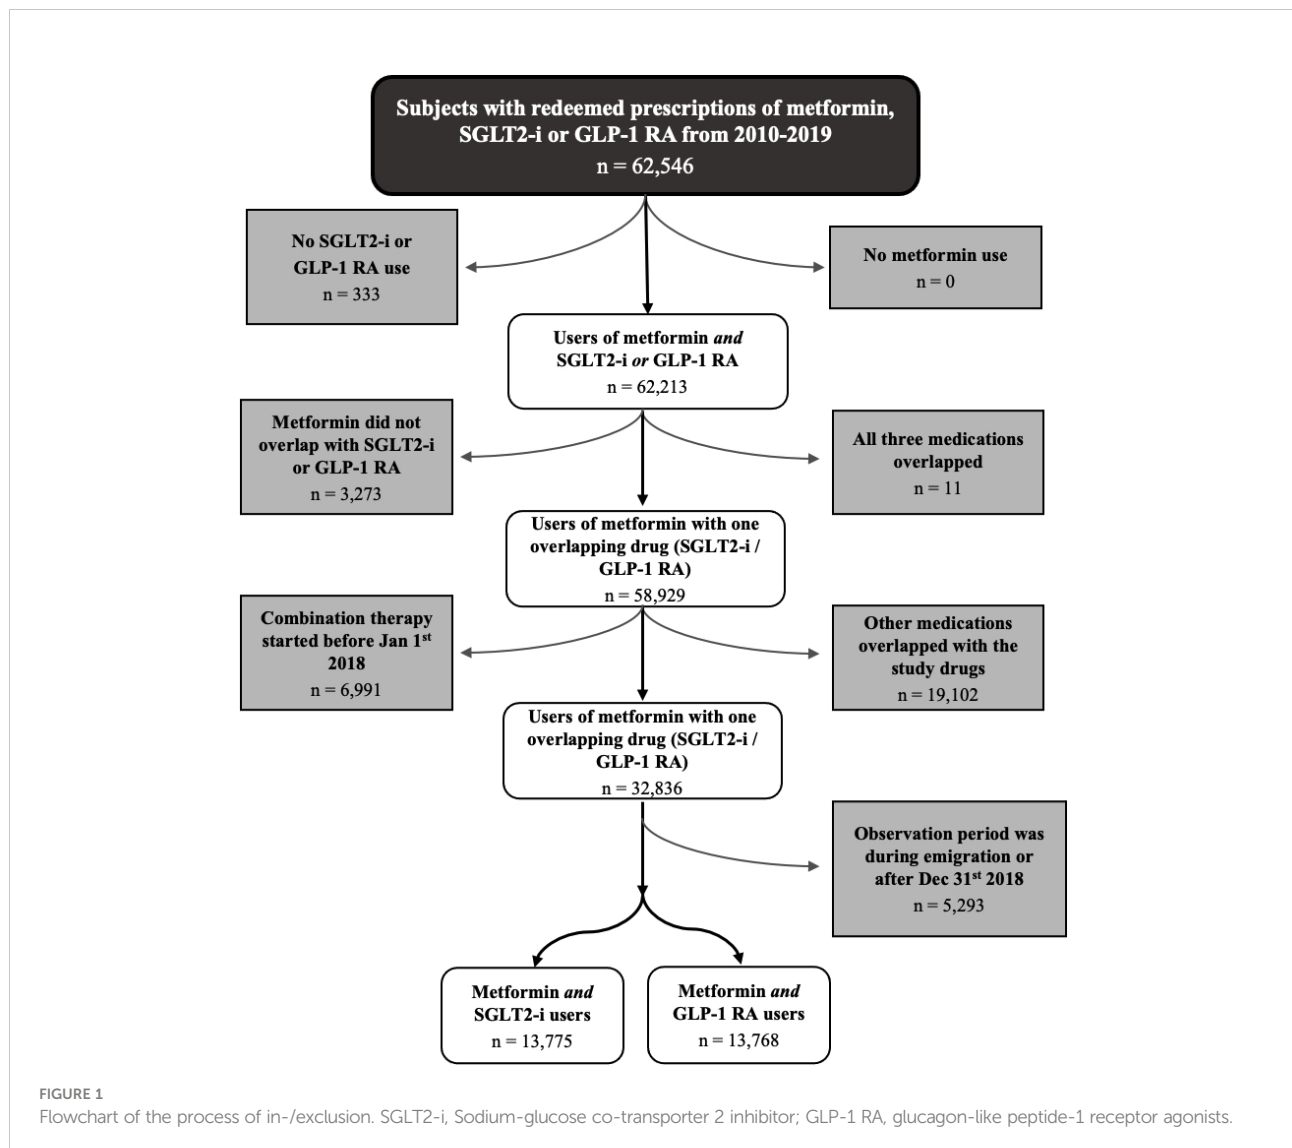 Subjects with redeemed prescriptions of metformin,
SGLT2-i or GLP-1 RA from 2010-2019
n = 62,546
No SGLT2-i or
GLP-1 RA use
n = 333
No metformin use
n = 0
Users of metformin and
SGLT2-i or GLP-1 RA
n = 62,213
Metformin did not
overlap with SGLT2-i
or GLP-1 RA
n = 3,273
All three medications
overlapped
n = 11
Users of metformin with one
overlapping drug (SGLT2-i /
GLP-1 RA)
n = 58,929
Combination therapy
started before Jan 1st
2018
n = 6,991
Other medications
overlapped with the
study drugs
n = 19,102
Users of metformin with one
overlapping drug (SGLT2-i /
GLP-1 RA)
n = 32,836
Observation period was
during emigration or
after Dec 31st 2018
n = 5,293
Metformin and
SGLT2-i users
n = 13,775
Metformin and
GLP-1 RA users
n = 13,768
FIGURE 1
Flowchart of the process of in-/exclusion. SGLT2-i, Sodium-glucose co-transporter 2 inhibitor; GLP-1 RA, glucagon-like peptide-1 receptor agonists.